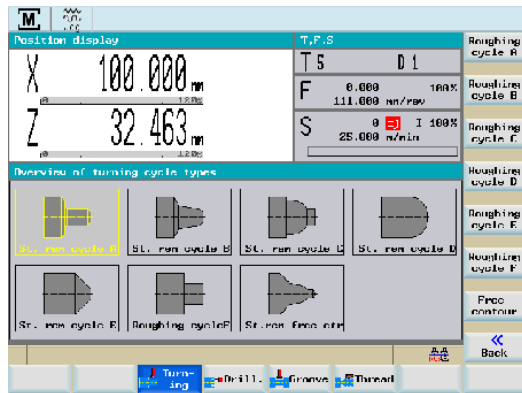 M
Position display
T,F,S
Roughing cycle A
X 100.000 mm
T 5 D 1
F 0.000 100%
111.000 mm/rev
Roughing cycle B
Z 32.463 mm
S 0 I 100%
25.000 m/min
Roughing cycle C
Overview of turning cycle types
Roughing cycle D
St. rem cycle A
St. rem cycle B
St. rem cycle C
St. rem cycle D
Roughing cycle E
Roughing cycle F
St. rem cycle E
Roughing cycleF
St.rem free ctr
Free contour
<<
Back
Turn-
ing
Drill.
Groove
Thread